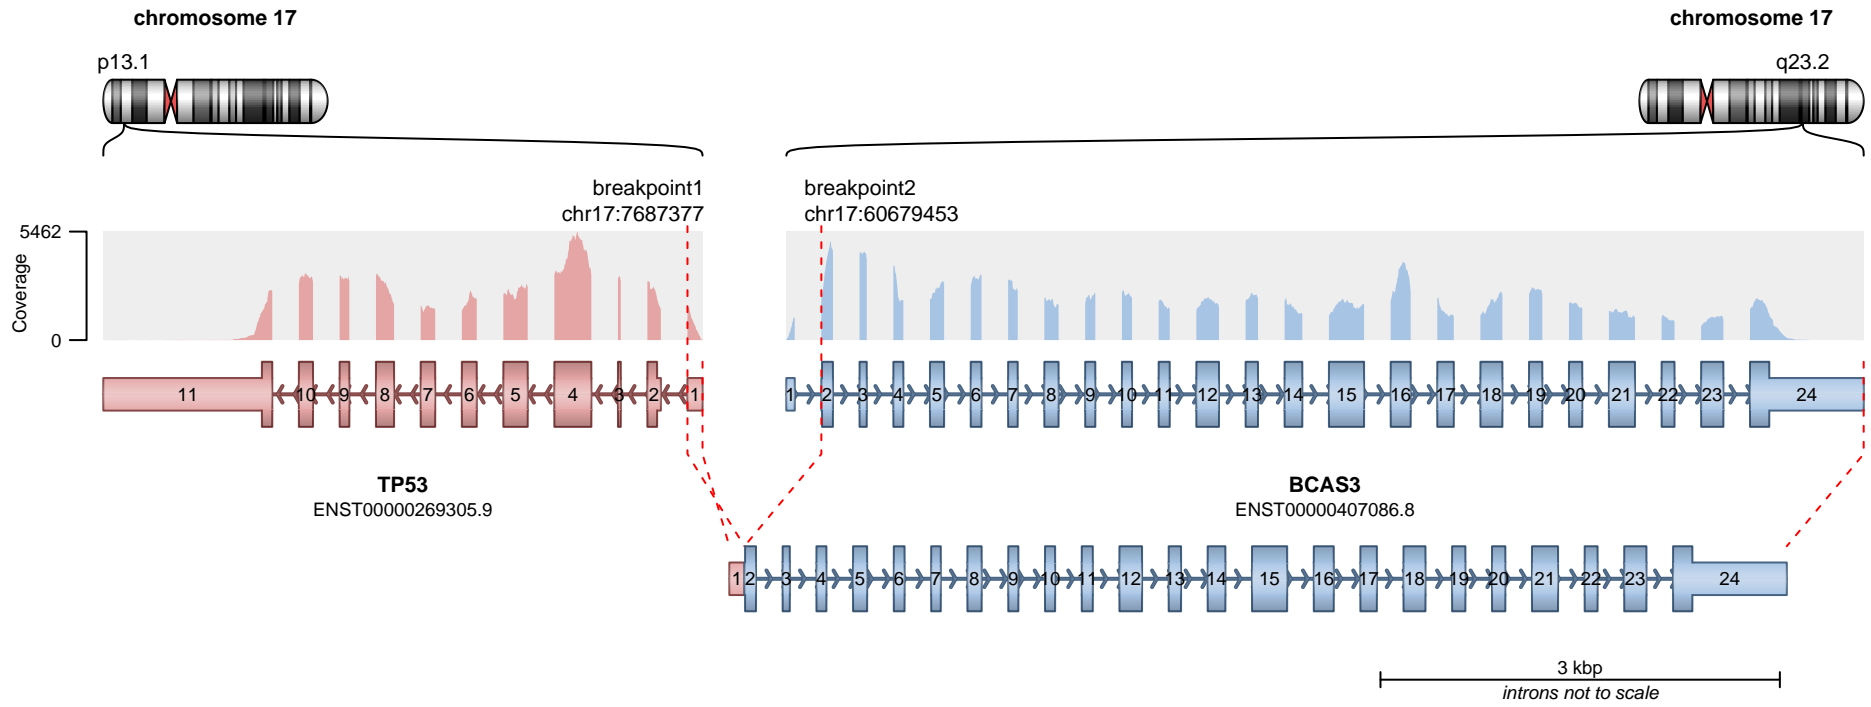 chromosome 17
chromosome 17
p13.1
q23.2
breakpoint1
chr17:7687377
breakpoint2
chr17:60679453
5462
Coverage
0
11 10 9 8 7 6 5 4 3 2 1
1 2 3 4 5 6 7 8 9 10 11 12 13 14 15 16 17 18 19 20 21 22 23 24
TP53
ENST00000269305.9
BCAS3
ENST00000407086.8
1 2 3 4 5 6 7 8 9 10 11 12 13 14 15 16 17 18 19 20 21 22 23 24
3 kbp
introns not to scale